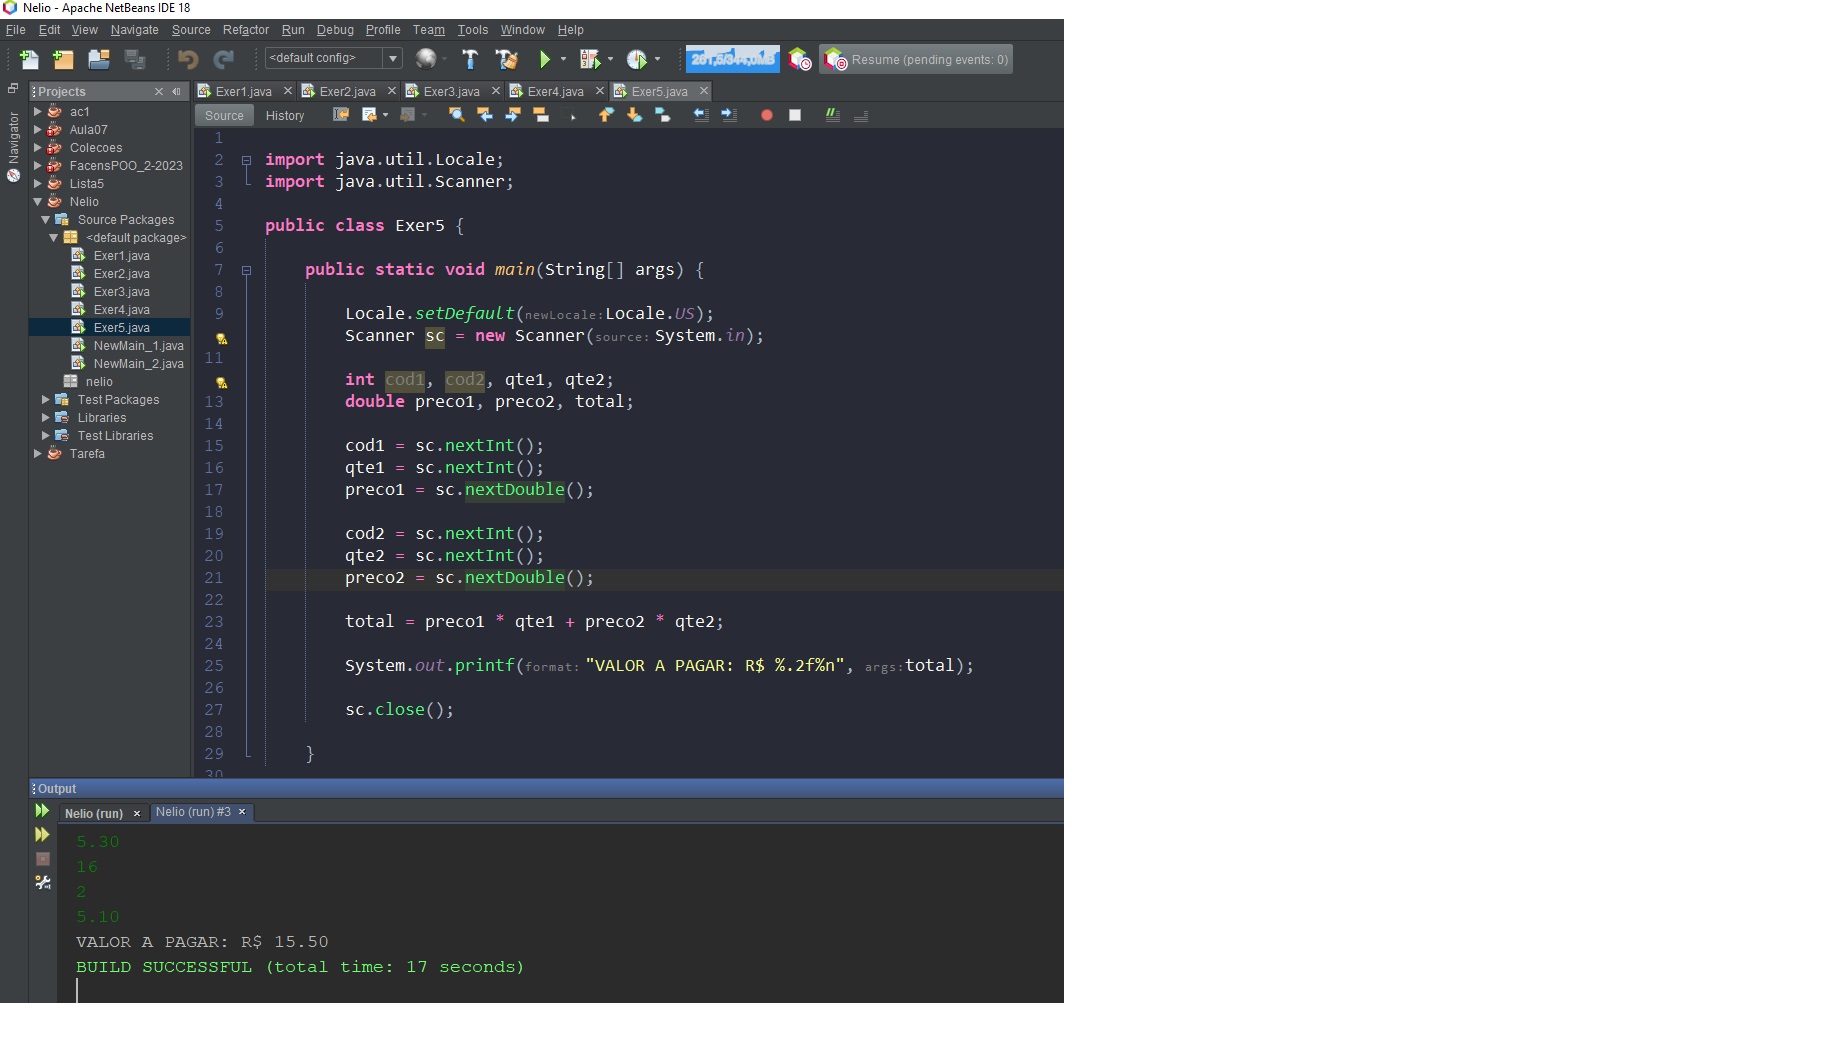 Nelio - Apache NetBeans IDE 18
File Edit View Navigate Source Refactor Run Debug Profile Team Tools Window Help
<default config>
261,5/344,0MB
Resume (pending events: 0)
Projects
Navigator
ac1
Aula07
Colecoes
FacensPOO_2-2023
Lista5
Nelio
Source Packages
<default package>
Exer1.java
Exer2.java
Exer3.java
Exer4.java
Exer5.java
NewMain_1.java
NewMain_2.java
nelio
Test Packages
Libraries
Test Libraries
Tarefa
Exer1.java Exer2.java Exer3.java Exer4.java Exer5.java
Source History
1
2 import java.util.Locale;
3 import java.util.Scanner;
4
5 public class Exer5 {
6
7 public static void main(String[] args) {
8
9 Locale.setDefault(newLocale:Locale.US);
Scanner sc = new Scanner(source: System.in);
11
int cod1, cod2, qte1, qte2;
13 double preco1, preco2, total;
14
15 cod1 = sc.nextInt();
16 qte1 = sc.nextInt();
17 preco1 = sc.nextDouble();
18
19 cod2 = sc.nextInt();
20 qte2 = sc.nextInt();
21 preco2 = sc.nextDouble();
22
23 total = preco1 * qte1 + preco2 * qte2;
24
25 System.out.printf(format: "VALOR A PAGAR: R$ %.2f%n", args:total);
26
27 sc.close();
28
29 }
30
Output
Nelio (run) Nelio (run) #3
5.30
16
2
5.10
VALOR A PAGAR: R$ 15.50
BUILD SUCCESSFUL (total time: 17 seconds)